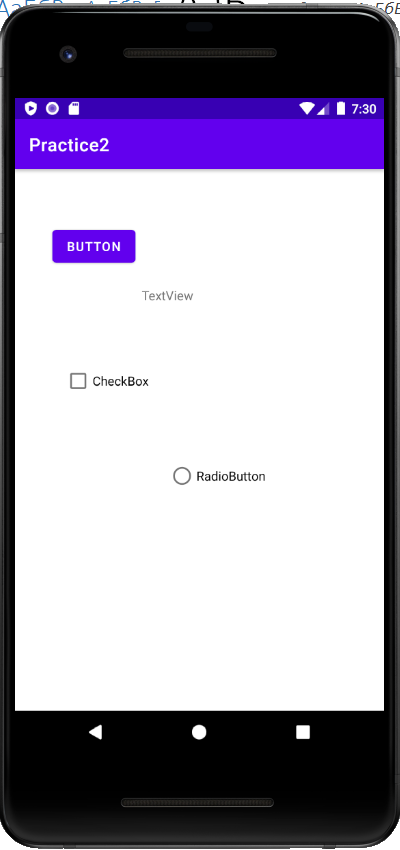 7:30
Practice2
BUTTON
TextView
CheckBox
RadioButton